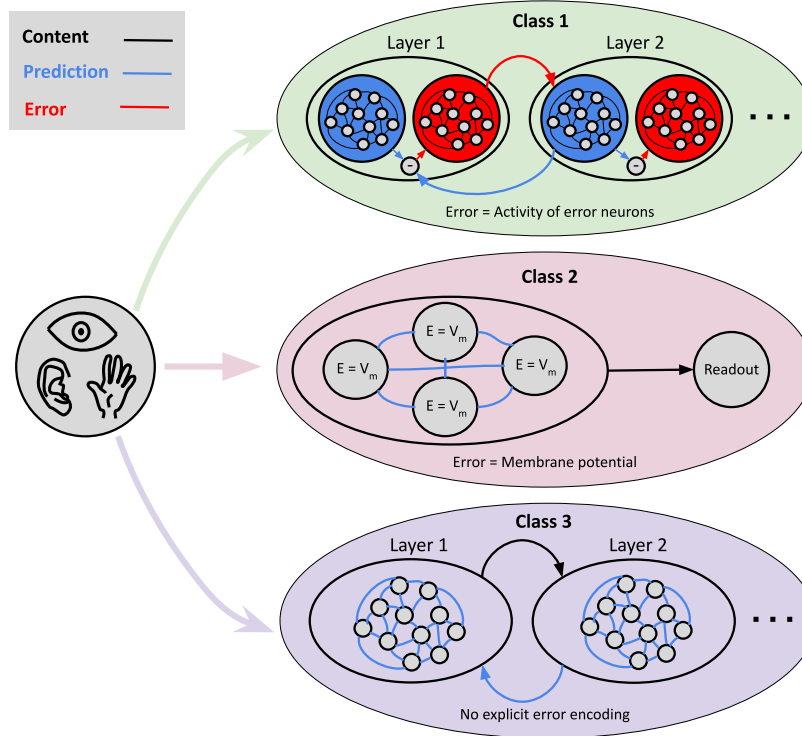 Content
Prediction
Error
Class 1
Layer 1
Layer 2
-
-
. . .
Error = Activity of error neurons
Class 2
E = Vm
E = Vm
E = Vm
E = Vm
Readout
Error = Membrane potential
Class 3
Layer 1
Layer 2
. . .
No explicit error encoding